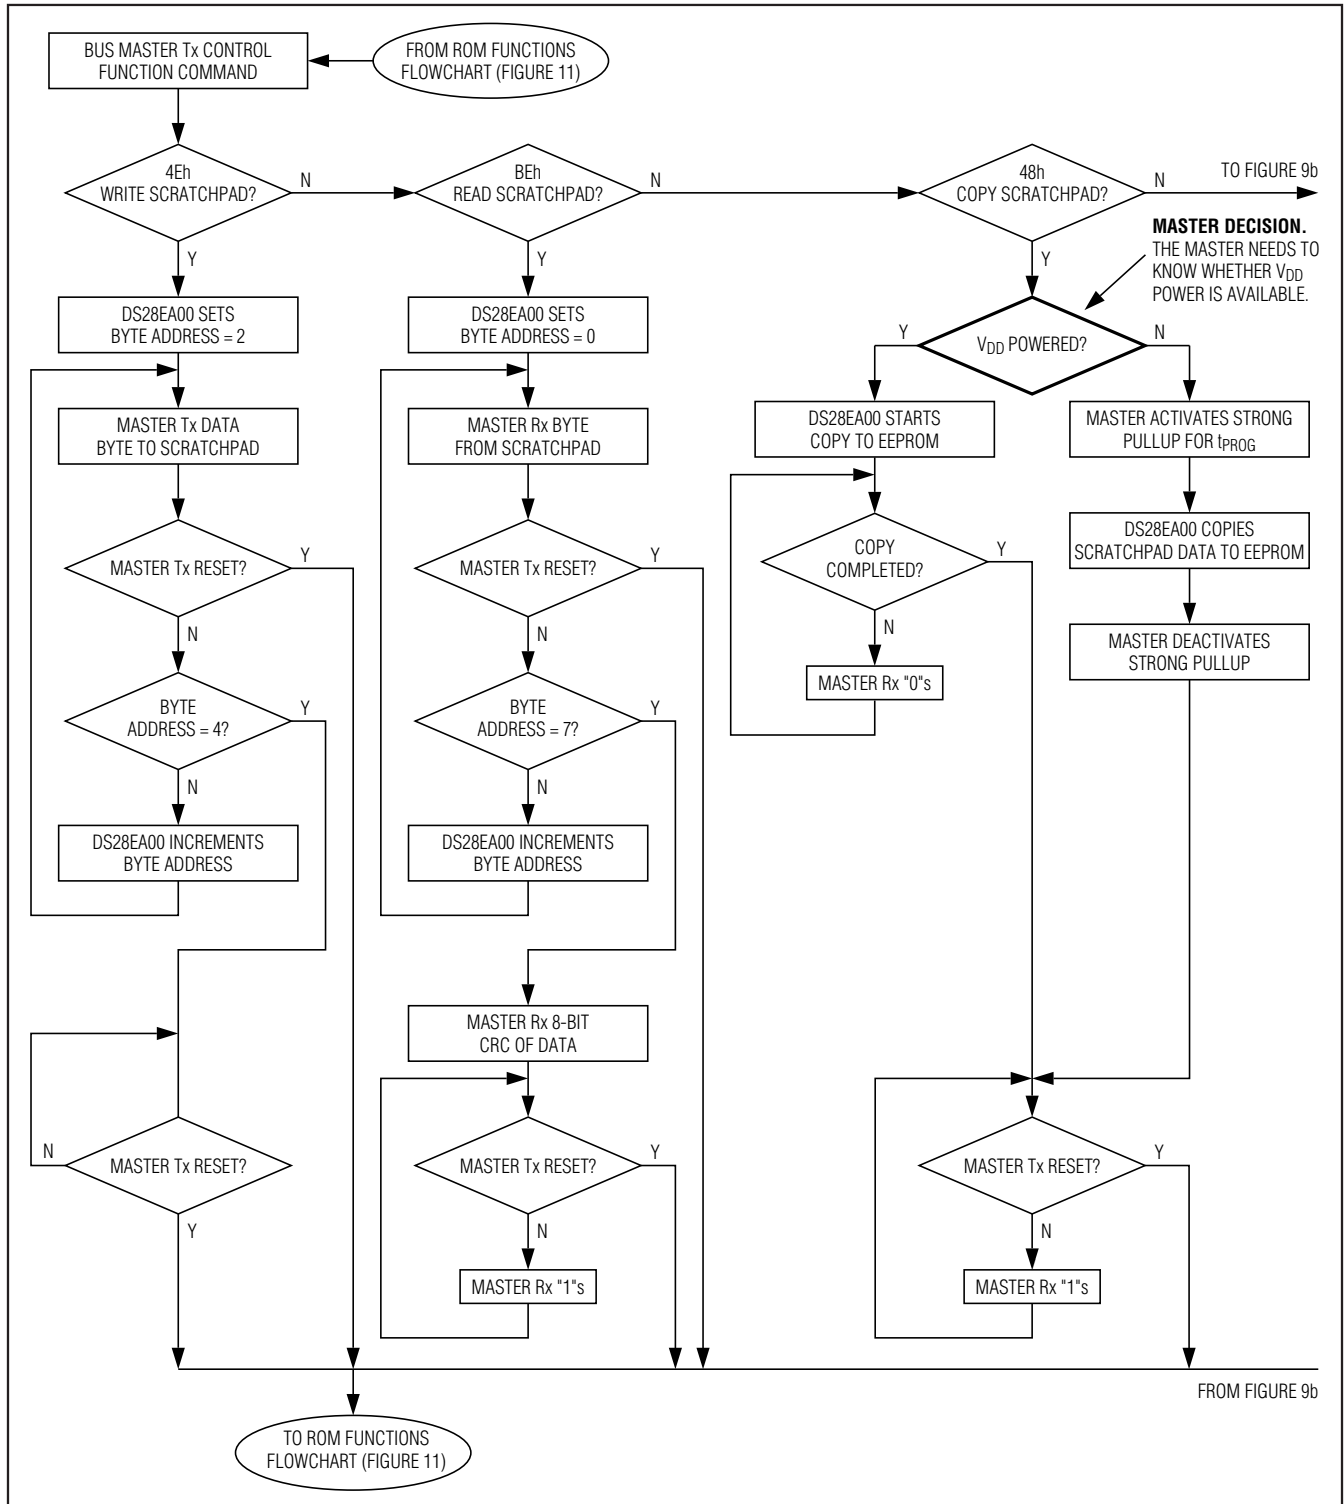 BUS MASTER Tx CONTROL
FUNCTION COMMAND
FROM ROM FUNCTIONS
FLOWCHART (FIGURE 11)
4Eh
WRITE SCRATCHPAD?
N
Y
BEh
READ SCRATCHPAD?
N
Y
48h
COPY SCRATCHPAD?
N
Y
TO FIGURE 9b
MASTER DECISION.
THE MASTER NEEDS TO
KNOW WHETHER VDD
POWER IS AVAILABLE.
DS28EA00 SETS
BYTE ADDRESS = 2
DS28EA00 SETS
BYTE ADDRESS = 0
Y
VDD POWERED?
N
MASTER Tx DATA
BYTE TO SCRATCHPAD
MASTER Rx BYTE
FROM SCRATCHPAD
DS28EA00 STARTS
COPY TO EEPROM
MASTER ACTIVATES STRONG
PULLUP FOR tPROG
MASTER Tx RESET?
Y
N
MASTER Tx RESET?
Y
N
COPY
COMPLETED?
Y
N
DS28EA00 COPIES
SCRATCHPAD DATA TO EEPROM
MASTER DEACTIVATES
STRONG PULLUP
MASTER Rx "0"s
BYTE
ADDRESS = 4?
Y
N
BYTE
ADDRESS = 7?
Y
N
DS28EA00 INCREMENTS
BYTE ADDRESS
DS28EA00 INCREMENTS
BYTE ADDRESS
MASTER Rx 8-BIT
CRC OF DATA
N
MASTER Tx RESET?
Y
MASTER Tx RESET?
Y
N
MASTER Tx RESET?
Y
N
MASTER Rx "1"s
MASTER Rx "1"s
FROM FIGURE 9b
TO ROM FUNCTIONS
FLOWCHART (FIGURE 11)